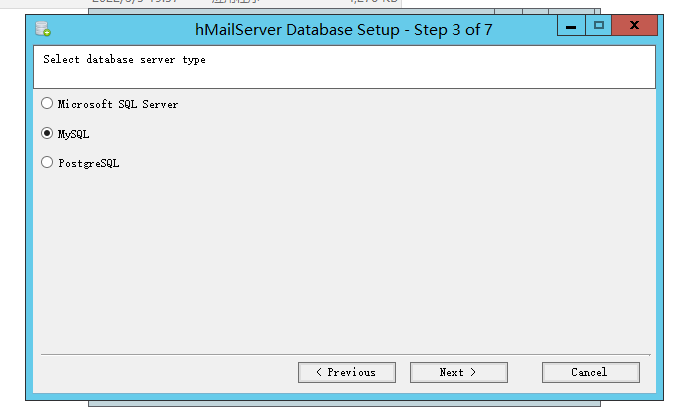 hMailServer Database Setup - Step 3 of 7
Select database server type
Microsoft SQL Server
MySQL
PostgreSQL
< Previous
Next >
Cancel